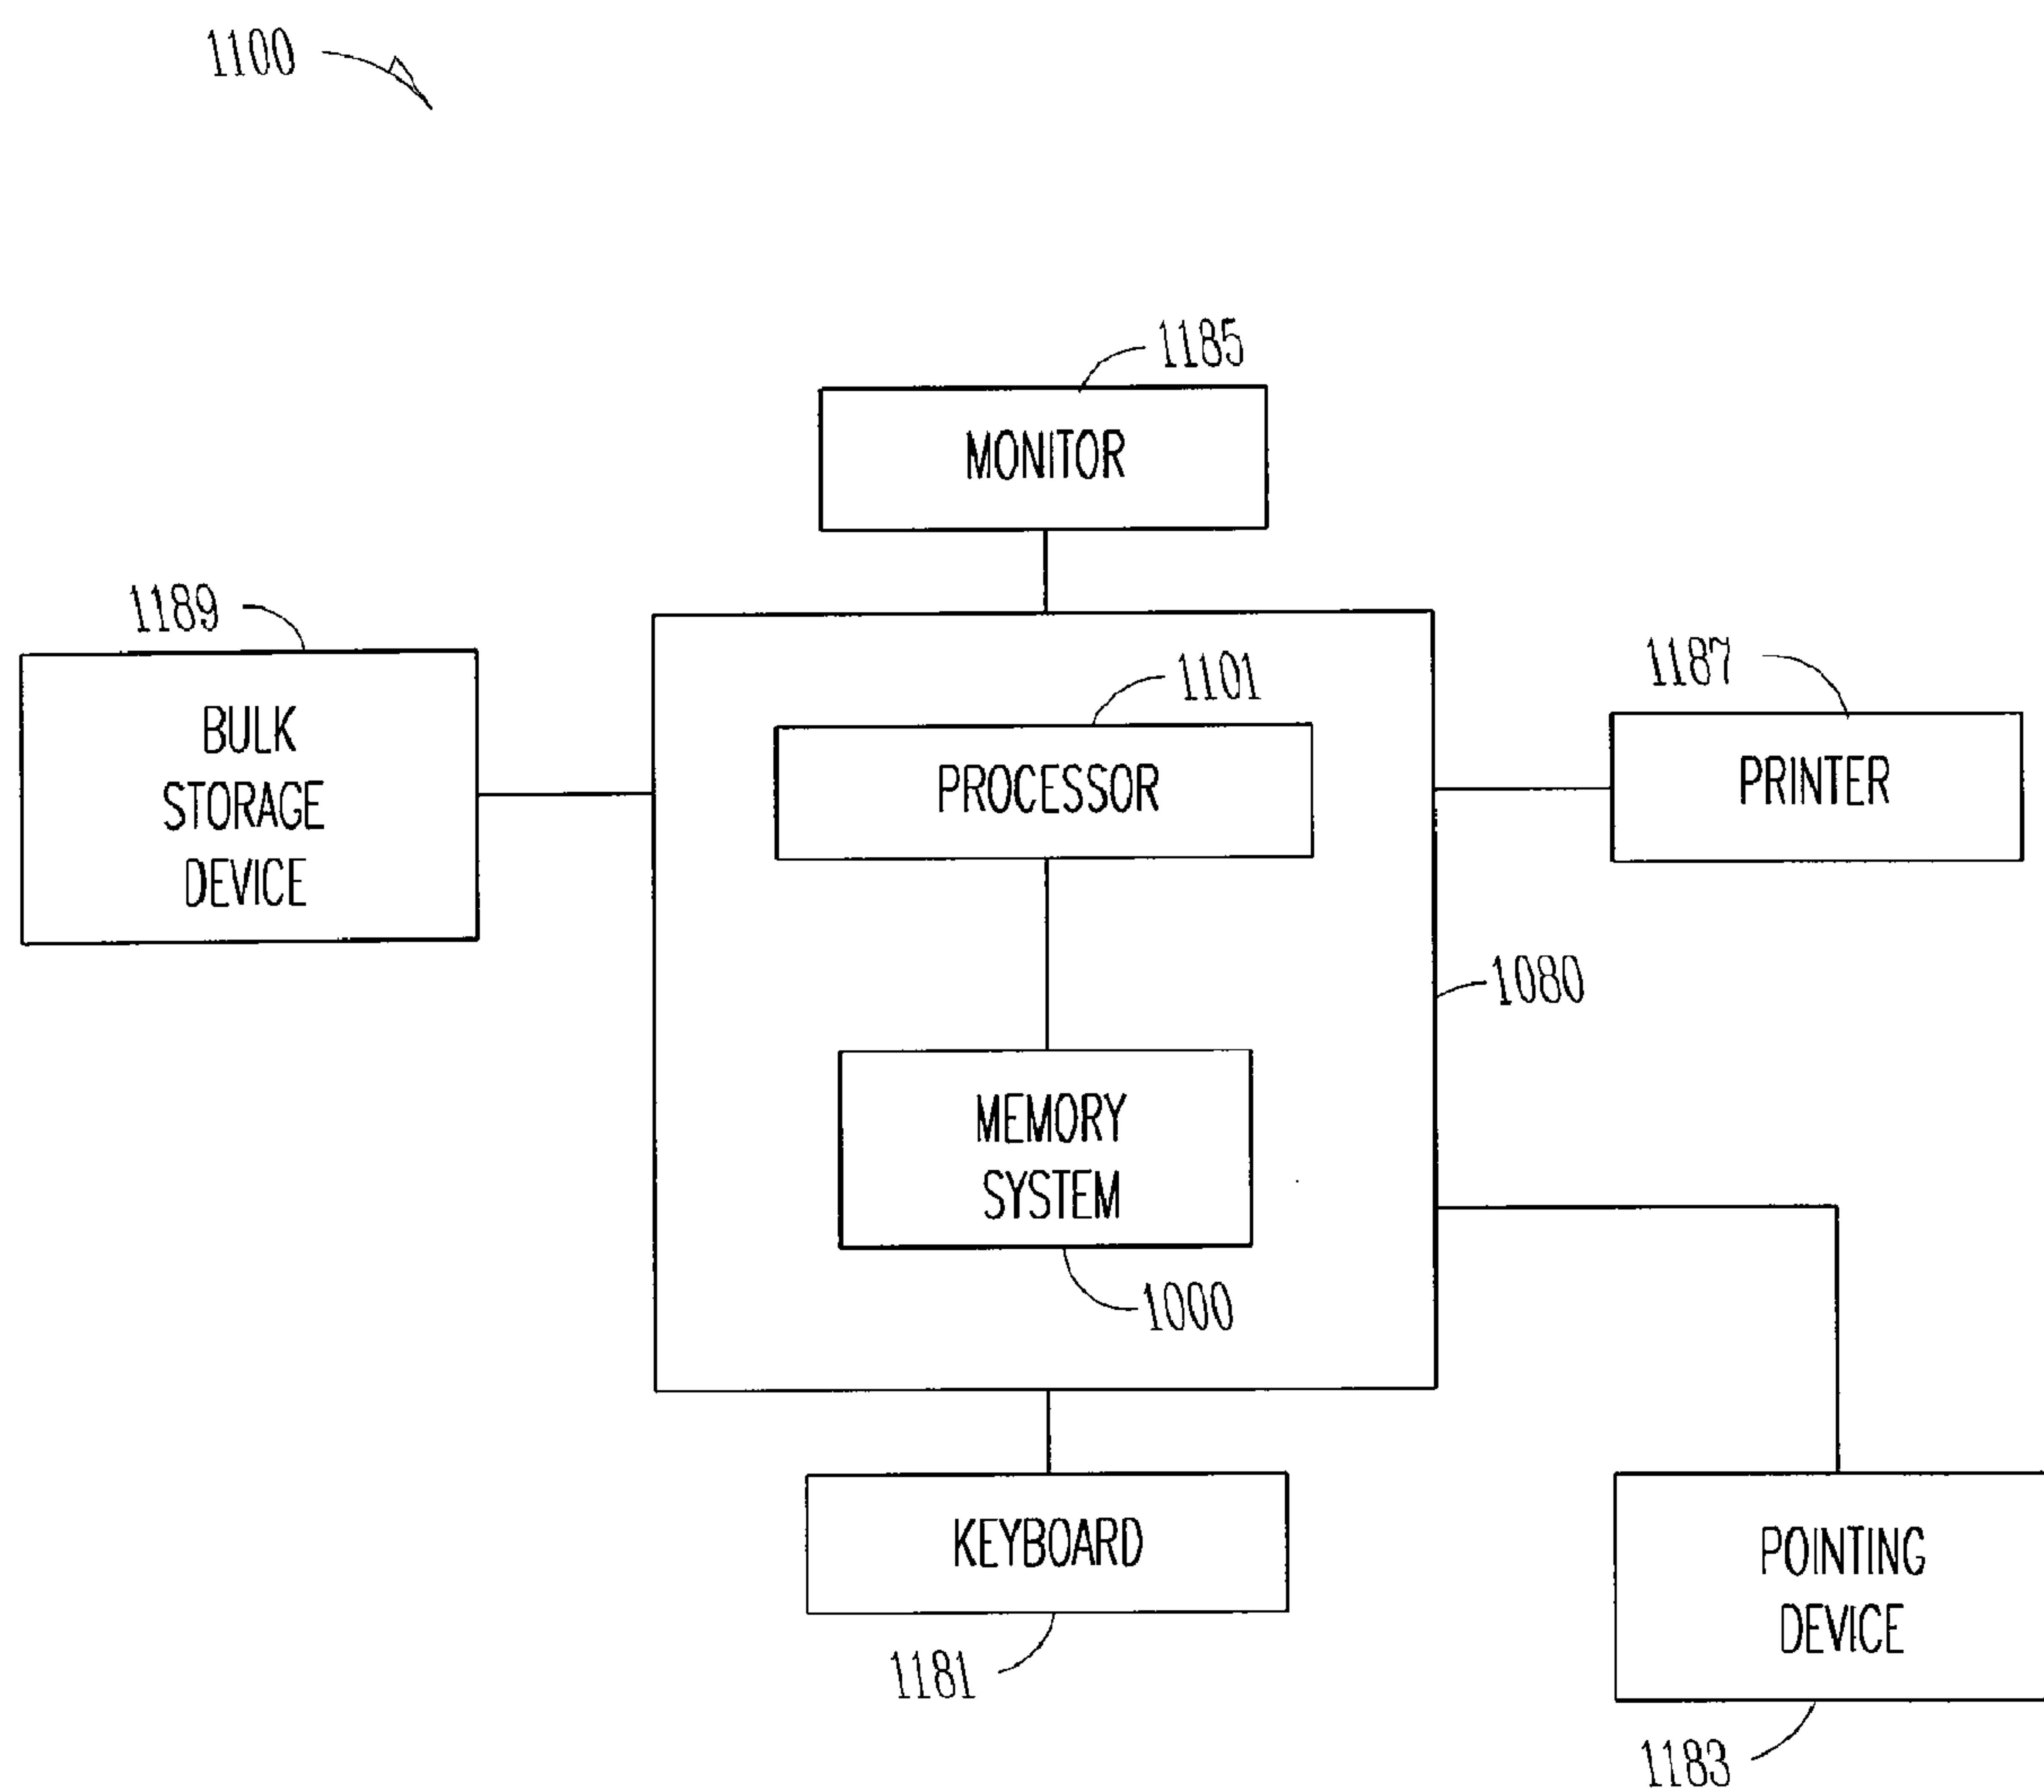 1100
1185
MONITOR
1189
BULK
STORAGE
DEVICE
1101
PROCESSOR
1187
PRINTER
1080
MEMORY
SYSTEM
1000
KEYBOARD
1181
POINTING
DEVICE
1183